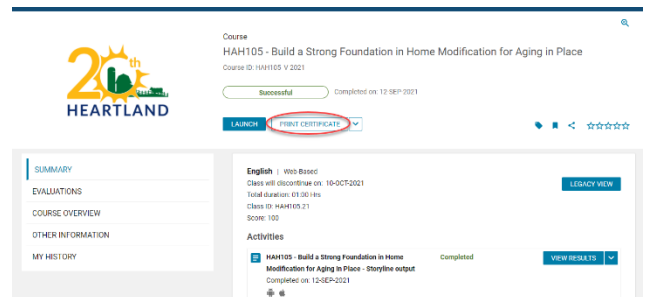 20th
HEARTLAND
Course
HAH105 - Build a Strong Foundation in Home Modification for Aging in Place
Course ID: HAH105 V 2021
Successful
Completed on: 12-SEP-2021
LAUNCH
PRINT CERTIFICATE
SUMMARY
EVALUATIONS
COURSE OVERVIEW
OTHER INFORMATION
MY HISTORY
English | Web Based
Class will discontinue on: 10-OCT-2021
Total duration: 01:00 Hrs
Class ID: HAH105.21
Score: 100
LEGACY VIEW
Activities
HAH105 - Build a Strong Foundation in Home
Modification for Aging in Place - Storyline output
Completed on: 12-SEP-2021
Completed
VIEW RESULTS